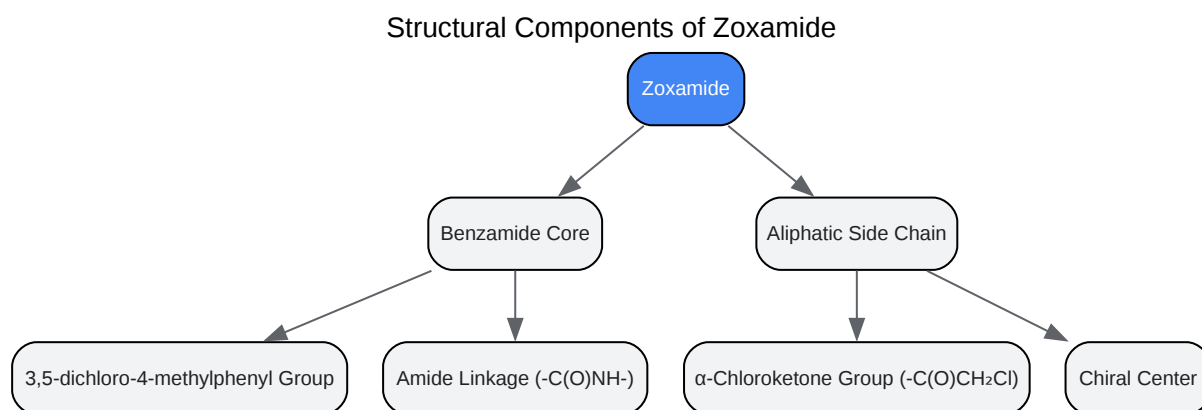 Structural Components of Zoxamide
Zoxamide
Benzamide Core
Aliphatic Side Chain
3,5-dichloro-4-methylphenyl Group
Amide Linkage (-C(O)NH-)
α-Chloroketone Group (-C(O)CH₂Cl)
Chiral Center